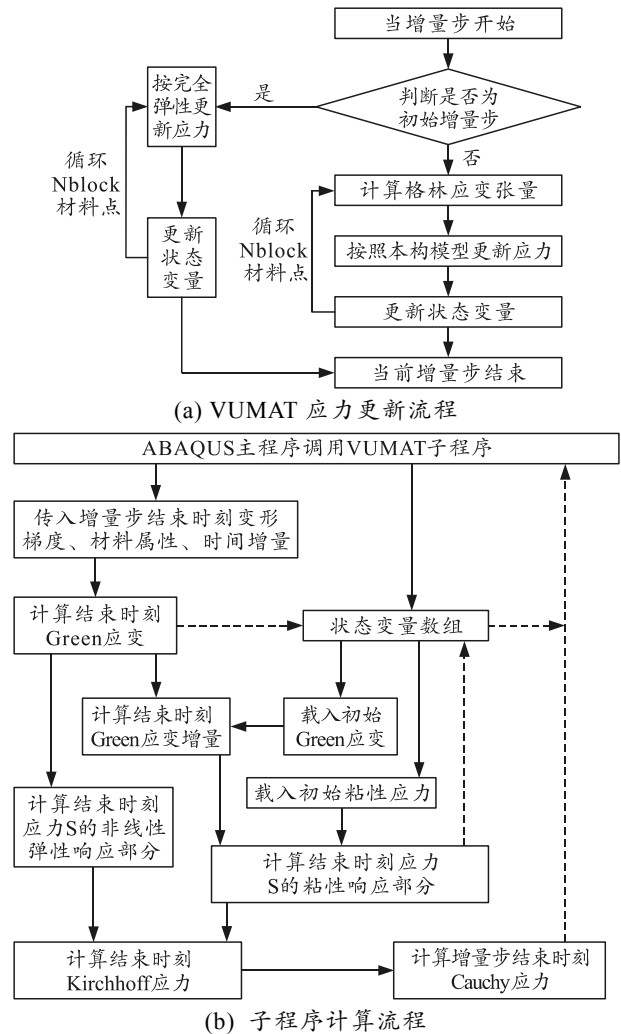 当增量步开始
判断是否为
初始增量步
是
否
按完全
弹性更
新应力
循环
Nblock
材料点
更新
状态
变量
计算格林应变张量
循环
Nblock
材料点
按照本构模型更新应力
更新状态变量
当前增量步结束
(a) VUMAT 应力更新流程
ABAQUS主程序调用VUMAT子程序
传入增量步结束时刻变形
梯度、材料属性、时间增量
计算结束时刻
Green应变
状态变量数组
计算结束时刻
Green应变增量
载入初始
Green应变
载入初始粘性应力
计算结束时刻
应力S的非线性
弹性响应部分
计算结束时刻应力
S的粘性响应部分
计算结束时刻
Kirchhoff应力
计算增量步结束时刻
Cauchy应力
(b) 子程序计算流程